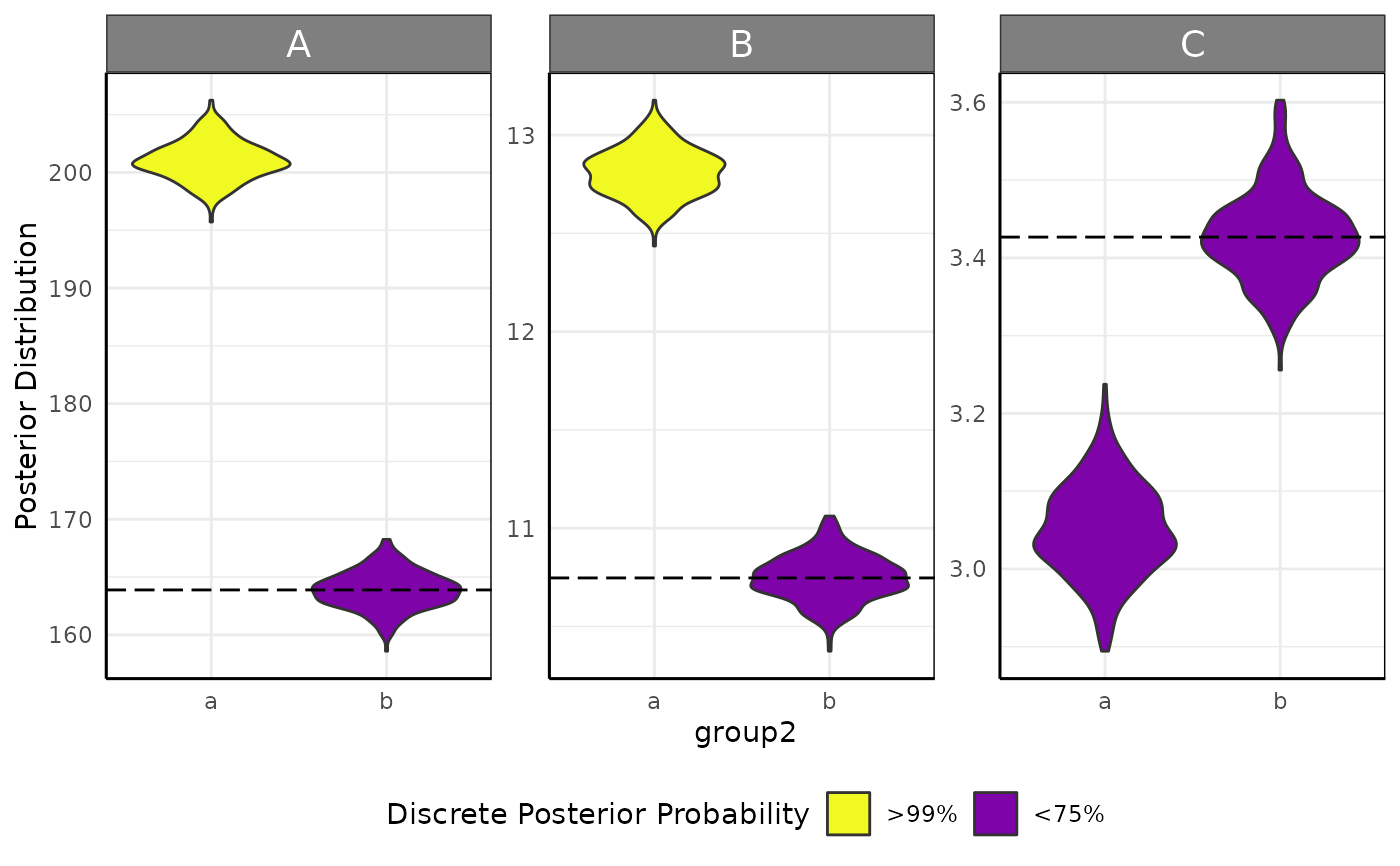 A
B
C
Posterior Distribution
200
190
180
170
160
13
12
11
3.6
3.4
3.2
3.0
a
b
a
b
a
b
group2
Discrete Posterior Probability >99% <75%